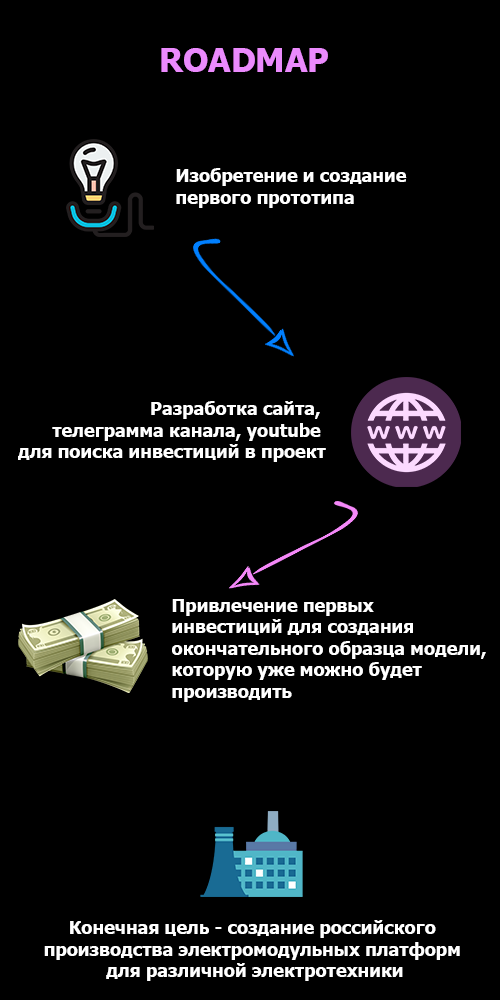 ROADMAP
Изобретение и создание
первого прототипа
Разработка сайта,
телеграмма канала, youtube
для поиска инвестиций в проект
WWW
Привлечение первых
инвестиций для создания
окончательного образца модели,
которую уже можно будет
производить
Конечная цель - создание российского
производства электромодульных платформ
для различной электротехники